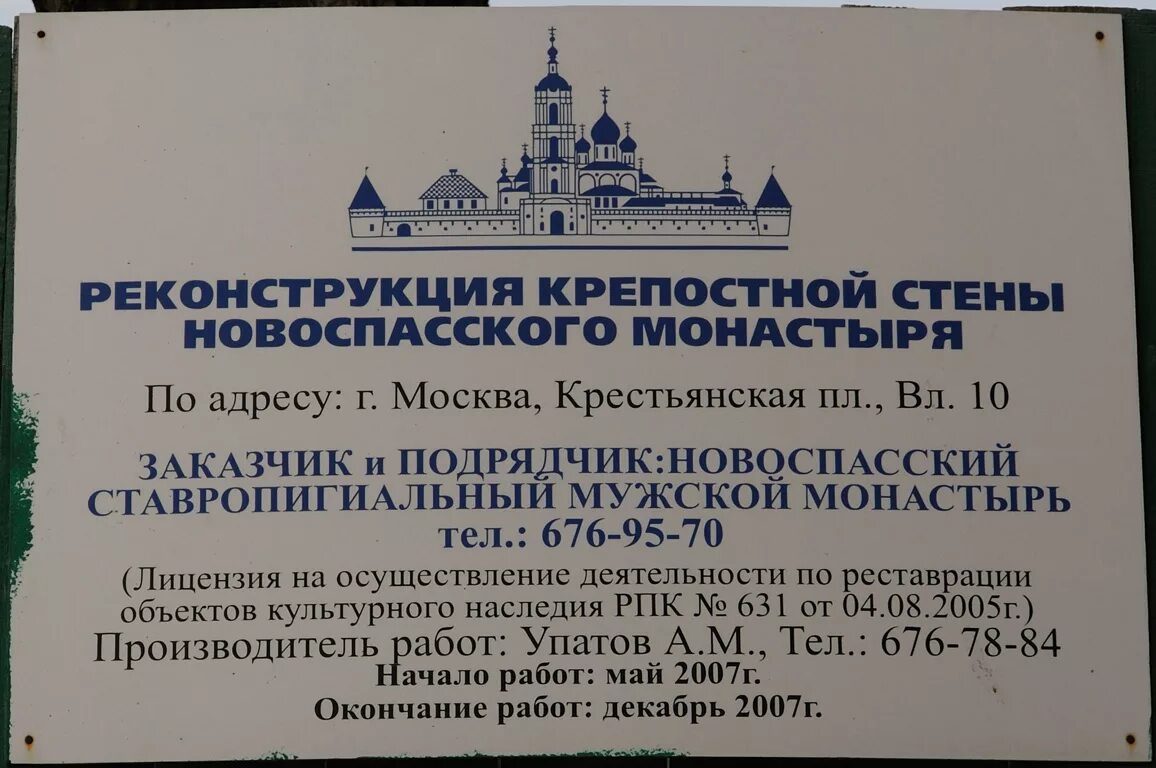 РЕКОНСТРУКЦИЯ КРЕПОСТНОЙ СТЕНЫ
НОВОСПАССКОГО МОНАСТЫРЯ
По адресу: г. Москва, Крестьянская пл., Вл. 10
ЗАКАЗЧИК и ПОДРЯДЧИК:НОВОСПАССКИЙ
СТАВРОПИГИАЛЬНЫЙ МУЖСКОЙ МОНАСТЫРЬ
тел.: 676-95-70
(Лицензия на осуществление деятельности по реставрации
объектов культурного наследия РПК № 631 от 04.08.2005г.)
Производитель работ: Упатов А.М., Тел.: 676-78-84
Начало работ: май 2007г.
Окончание работ: декабрь 2007г.